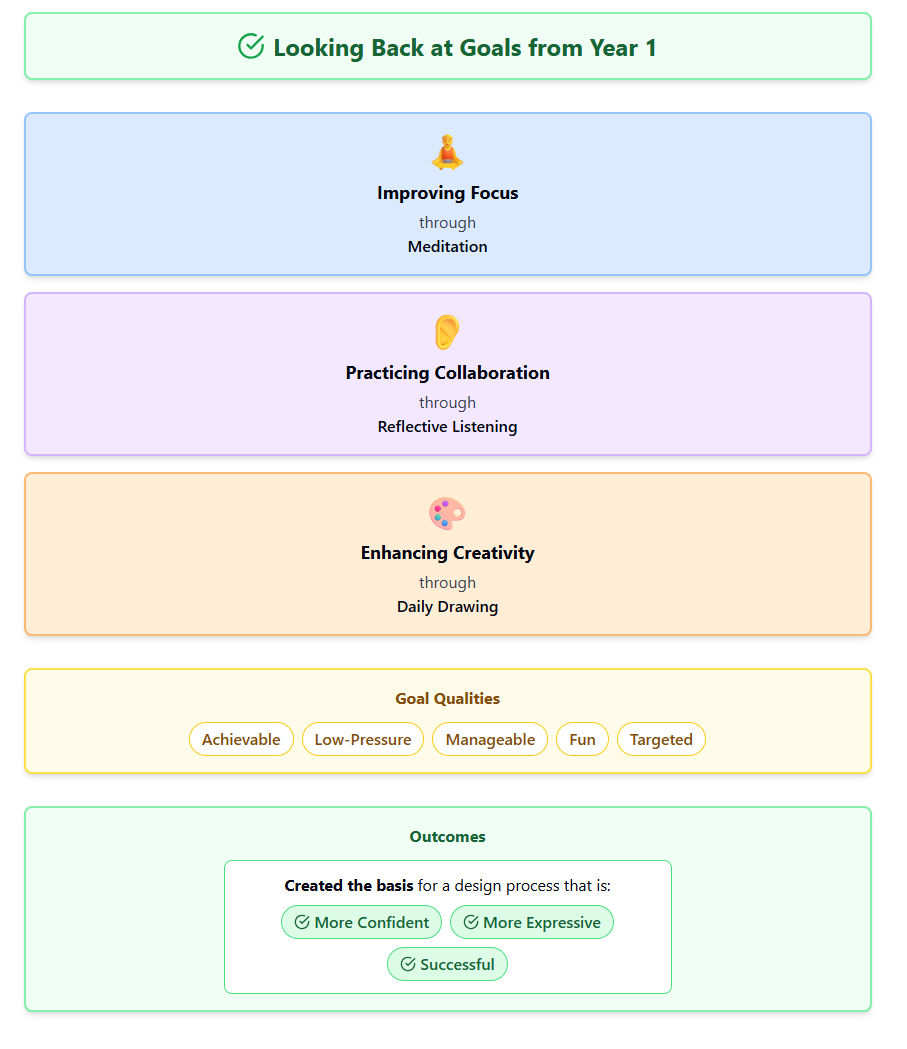 Looking Back at Goals from Year 1
Improving Focus
through
Meditation
Practicing Collaboration
through
Reflective Listening
Enhancing Creativity
through
Daily Drawing
Goal Qualities
Achievable Low-Pressure Manageable Fun Targeted
Outcomes
Created the basis for a design process that is:
More Confident More Expressive
Successful